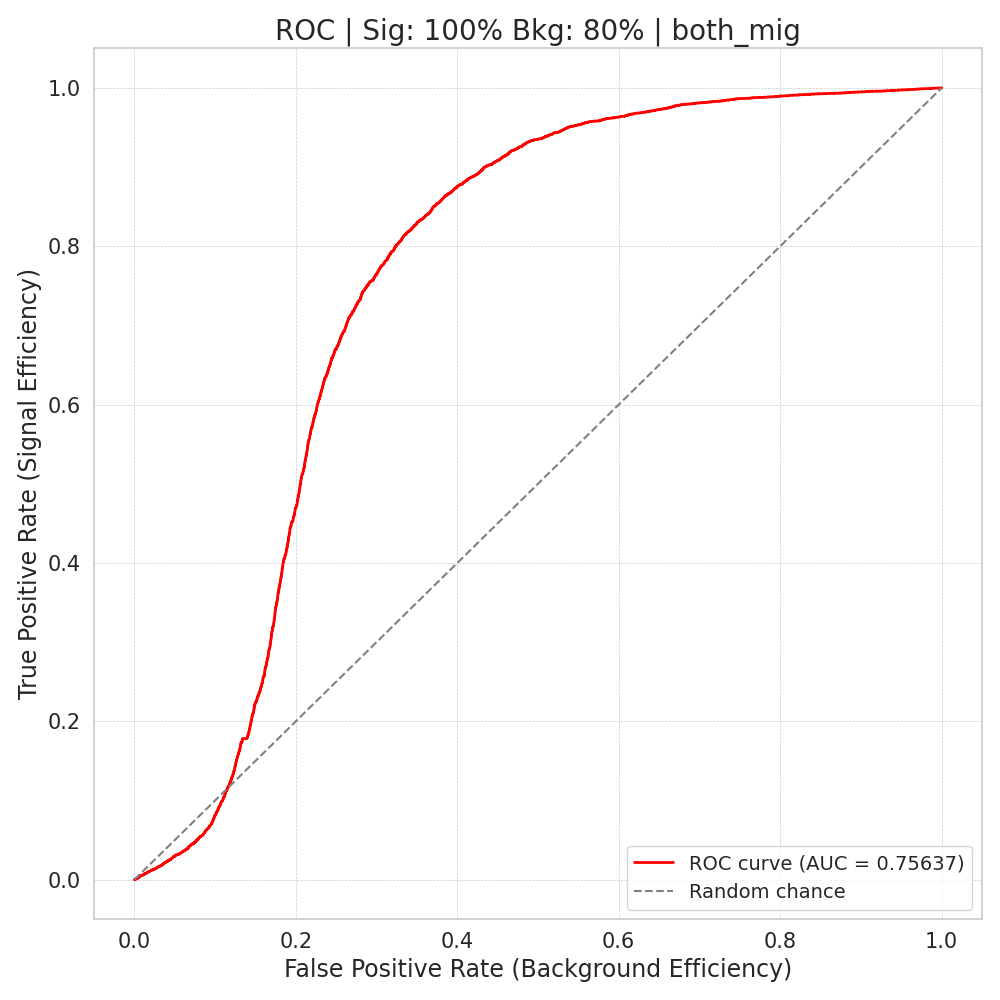 ROC | Sig: 100% Bkg: 80% | both_mig
True Positive Rate (Signal Efficiency)
1.0
0.8
0.6
0.4
0.2
0.0
0.0 0.2 0.4 0.6 0.8 1.0
False Positive Rate (Background Efficiency)
ROC curve (AUC = 0.75637)
Random chance